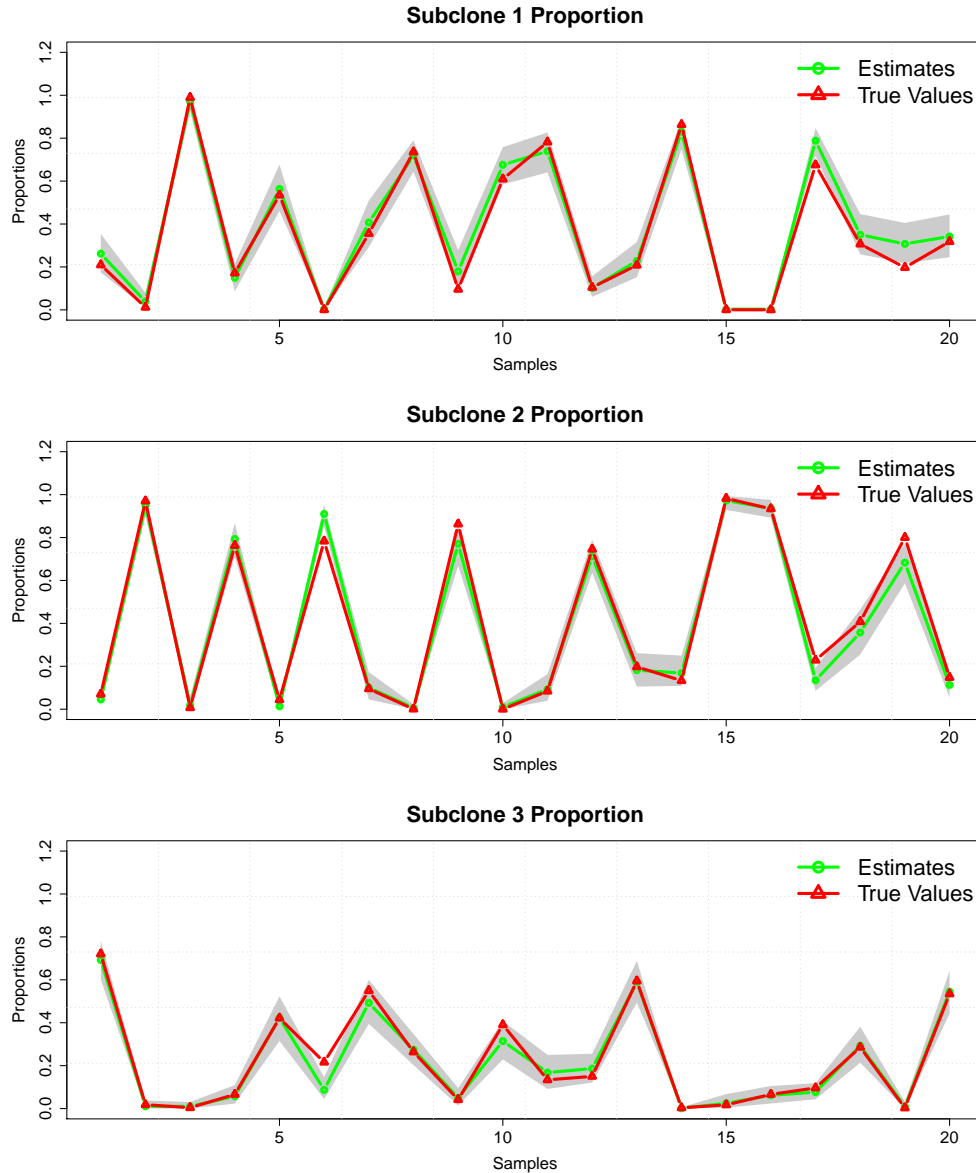 Subclone 1 Proportion
Proportions
0.0 0.2 0.4 0.6 0.8 1.0 1.2
Estimates
True Values
5 10 15 20
Samples
Subclone 2 Proportion
Proportions
0.0 0.2 0.4 0.6 0.8 1.0 1.2
Estimates
True Values
5 10 15 20
Samples
Subclone 3 Proportion
Proportions
0.0 0.2 0.4 0.6 0.8 1.0 1.2
Estimates
True Values
5 10 15 20
Samples